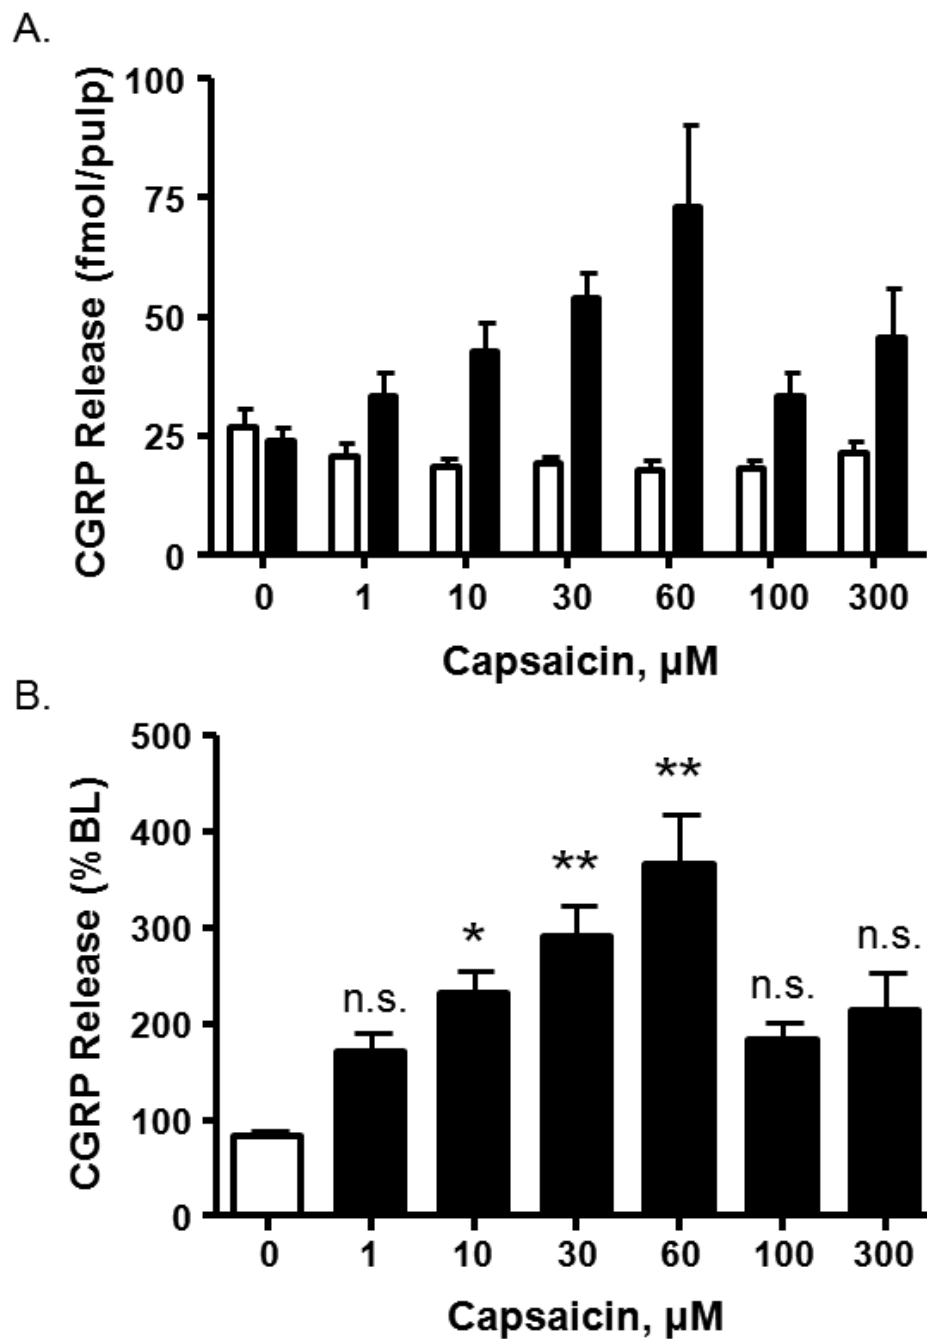 A.
CGRP Release (fmol/pulp)
100
75
50
25
0
0 1 10 30 60 100 300
Capsaicin, µM
B.
CGRP Release (%BL)
500
400
300
200
100
0
n.s. * ** ** n.s. n.s.
0 1 10 30 60 100 300
Capsaicin, µM